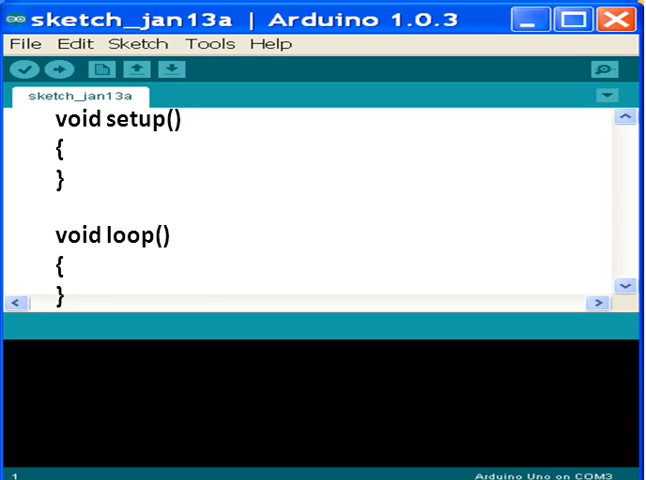 sketch_jan13a | Arduino 1.0.3
File Edit Sketch Tools Help
sketch_jan13a
void setup()
{
}
void loop()
{
}
1 Arduino Uno on COM3